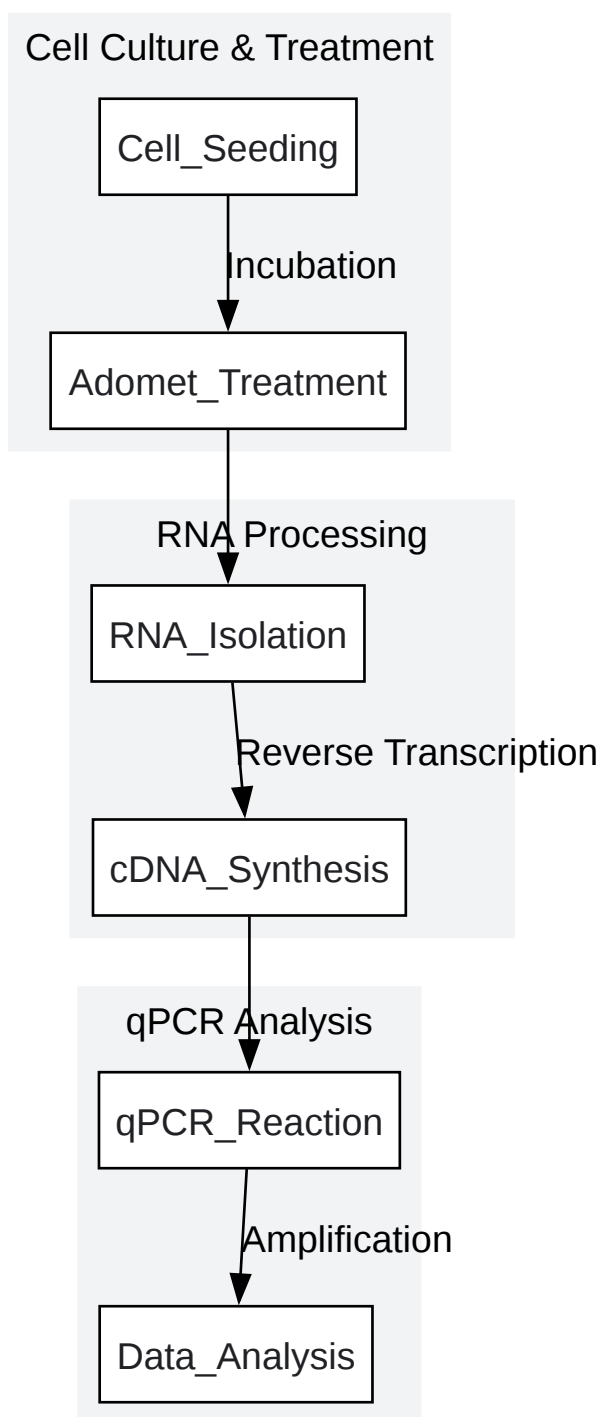 Cell Culture & Treatment
Cell_Seeding
Incubation
Adomet_Treatment
RNA Processing
RNA_Isolation
Reverse Transcription
cDNA_Synthesis
qPCR Analysis
qPCR_Reaction
Amplification
Data_Analysis